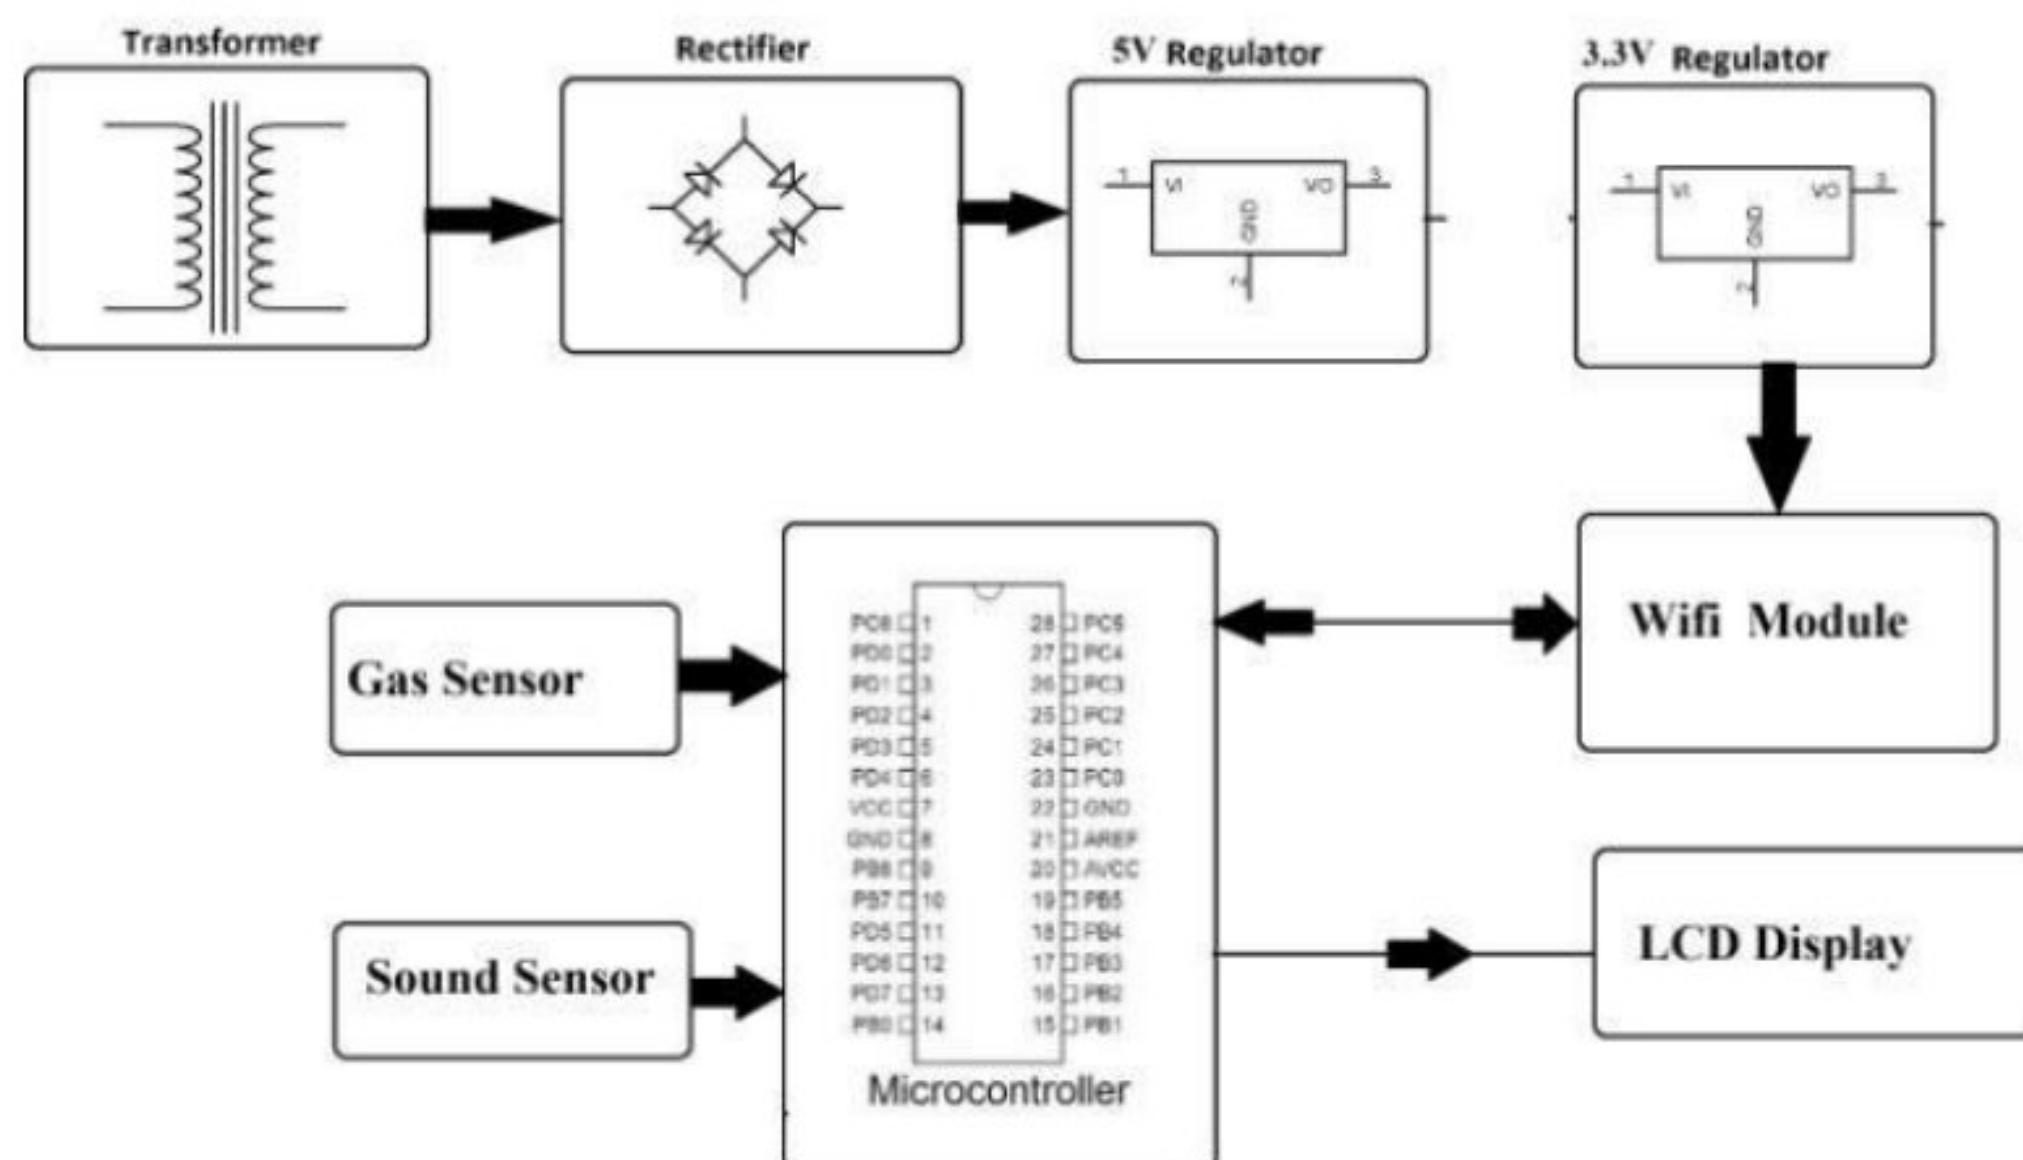 Transformer
Rectifier
5V Regulator
3.3V Regulator
1 VI VO 3
GND
2
1 VI VO 3
GND
2
Gas Sensor
Sound Sensor
PC6 1 28 PC5
PD0 2 27 PC4
PD1 3 26 PC3
PD2 4 25 PC2
PD3 5 24 PC1
PD4 6 23 PC0
VCC 7 22 GND
GND 8 21 AREF
PB6 9 20 AVCC
PB7 10 19 PB5
PD5 11 18 PB4
PD6 12 17 PB3
PD7 13 16 PB2
PB0 14 15 PB1
Microcontroller
Wifi Module
LCD Display